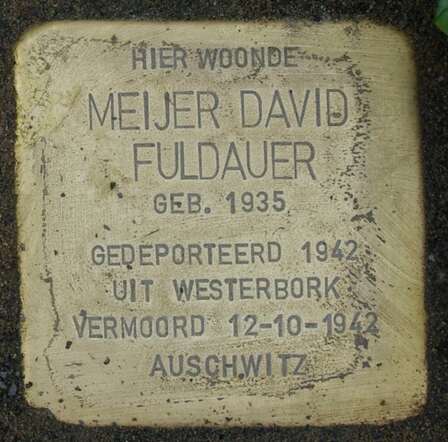 HIER WOONDE
MEIJER DAVID
FULDAUER
GEB. 1935
GEDEPORTEERD 1942
UIT WESTERBORK
VERMOORD 12-10-1942
AUSCHWITZ